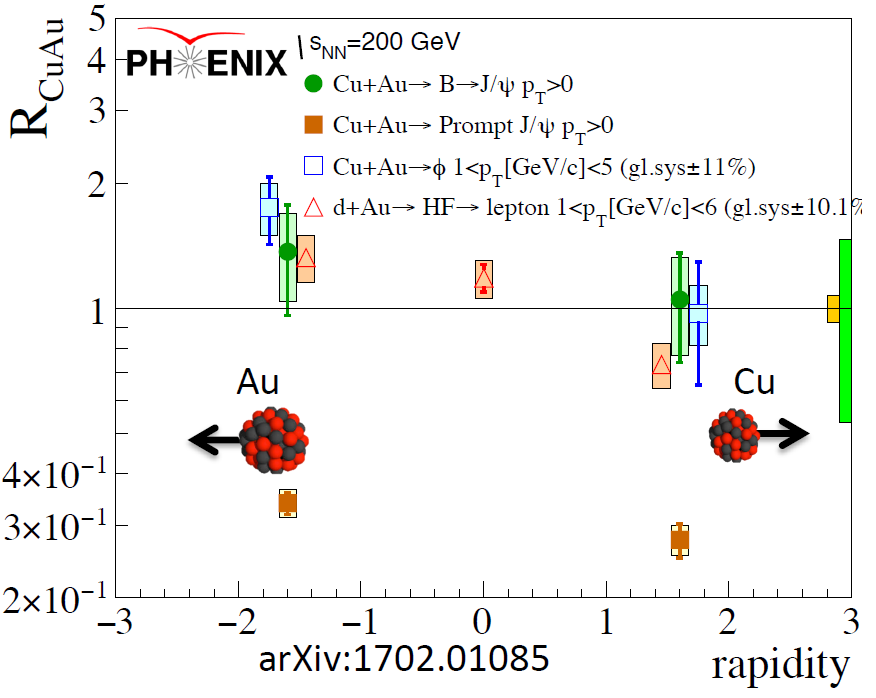 5
4
3
2
1
4×10⁻¹
3×10⁻¹
2×10⁻¹
R_CuAu
PHENIX
√s_NN=200 GeV
Cu+Au→ B→J/ψ p_T>0
Cu+Au→ Prompt J/ψ p_T>0
Cu+Au→ϕ 1<p_T[GeV/c]<5 (gl.sys±11%)
d+Au→ HF→ lepton 1<p_T[GeV/c]<6 (gl.sys±10.1%
Au
Cu
−3 −2 −1 0 1 2 3
arXiv:1702.01085
rapidity